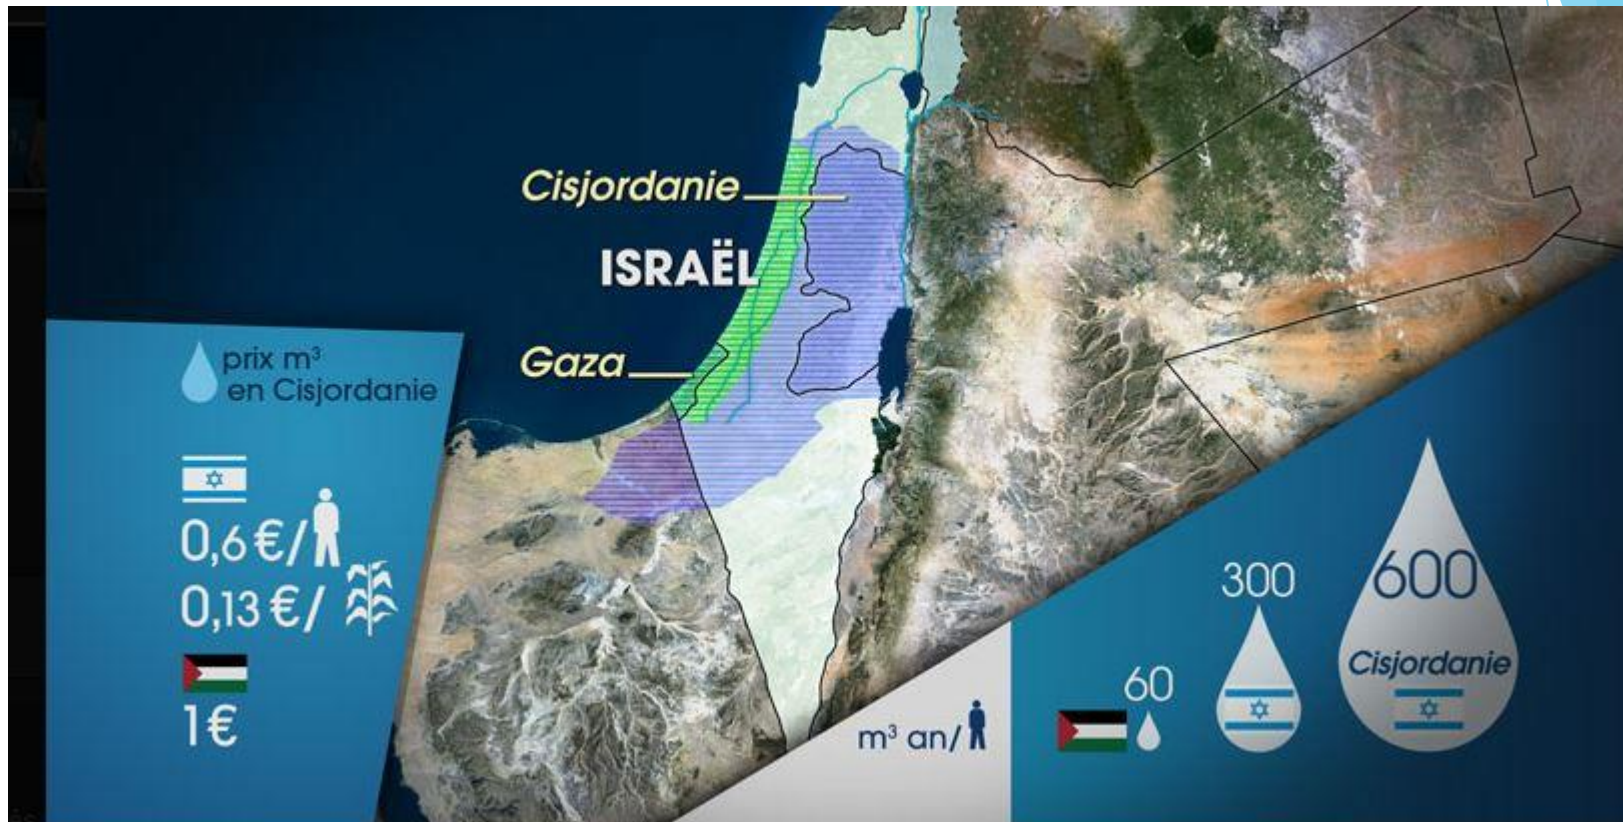 Cisjordanie
ISRAËL
Gaza
prix m³
en Cisjordanie
0,6 €/
0,13 €/
1 €
m³ an/
60
300
600
Cisjordanie